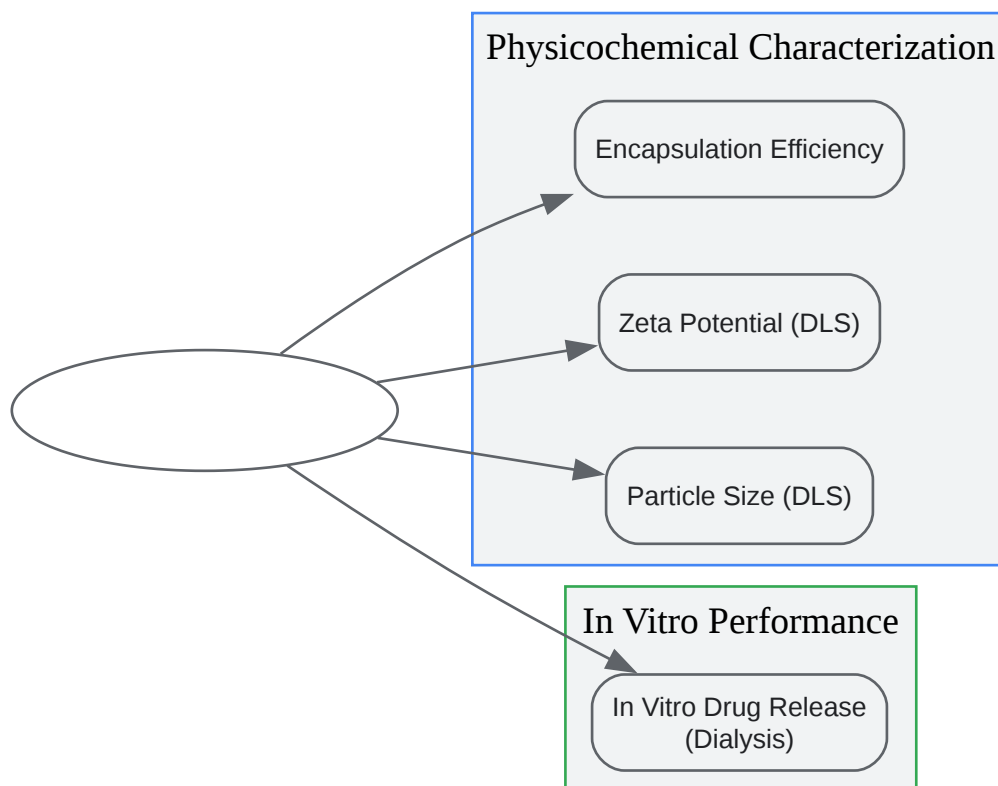 Physicochemical Characterization
Encapsulation Efficiency
Zeta Potential (DLS)
Particle Size (DLS)
In Vitro Performance
In Vitro Drug Release
(Dialysis)